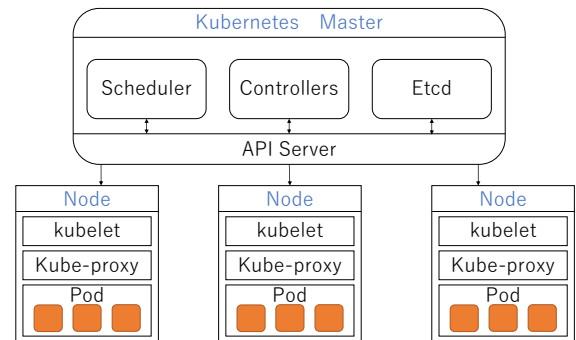 Kubernetes Master
Scheduler
Controllers
Etcd
API Server
Node
kubelet
Kube-proxy
Pod
Node
kubelet
Kube-proxy
Pod
Node
kubelet
Kube-proxy
Pod